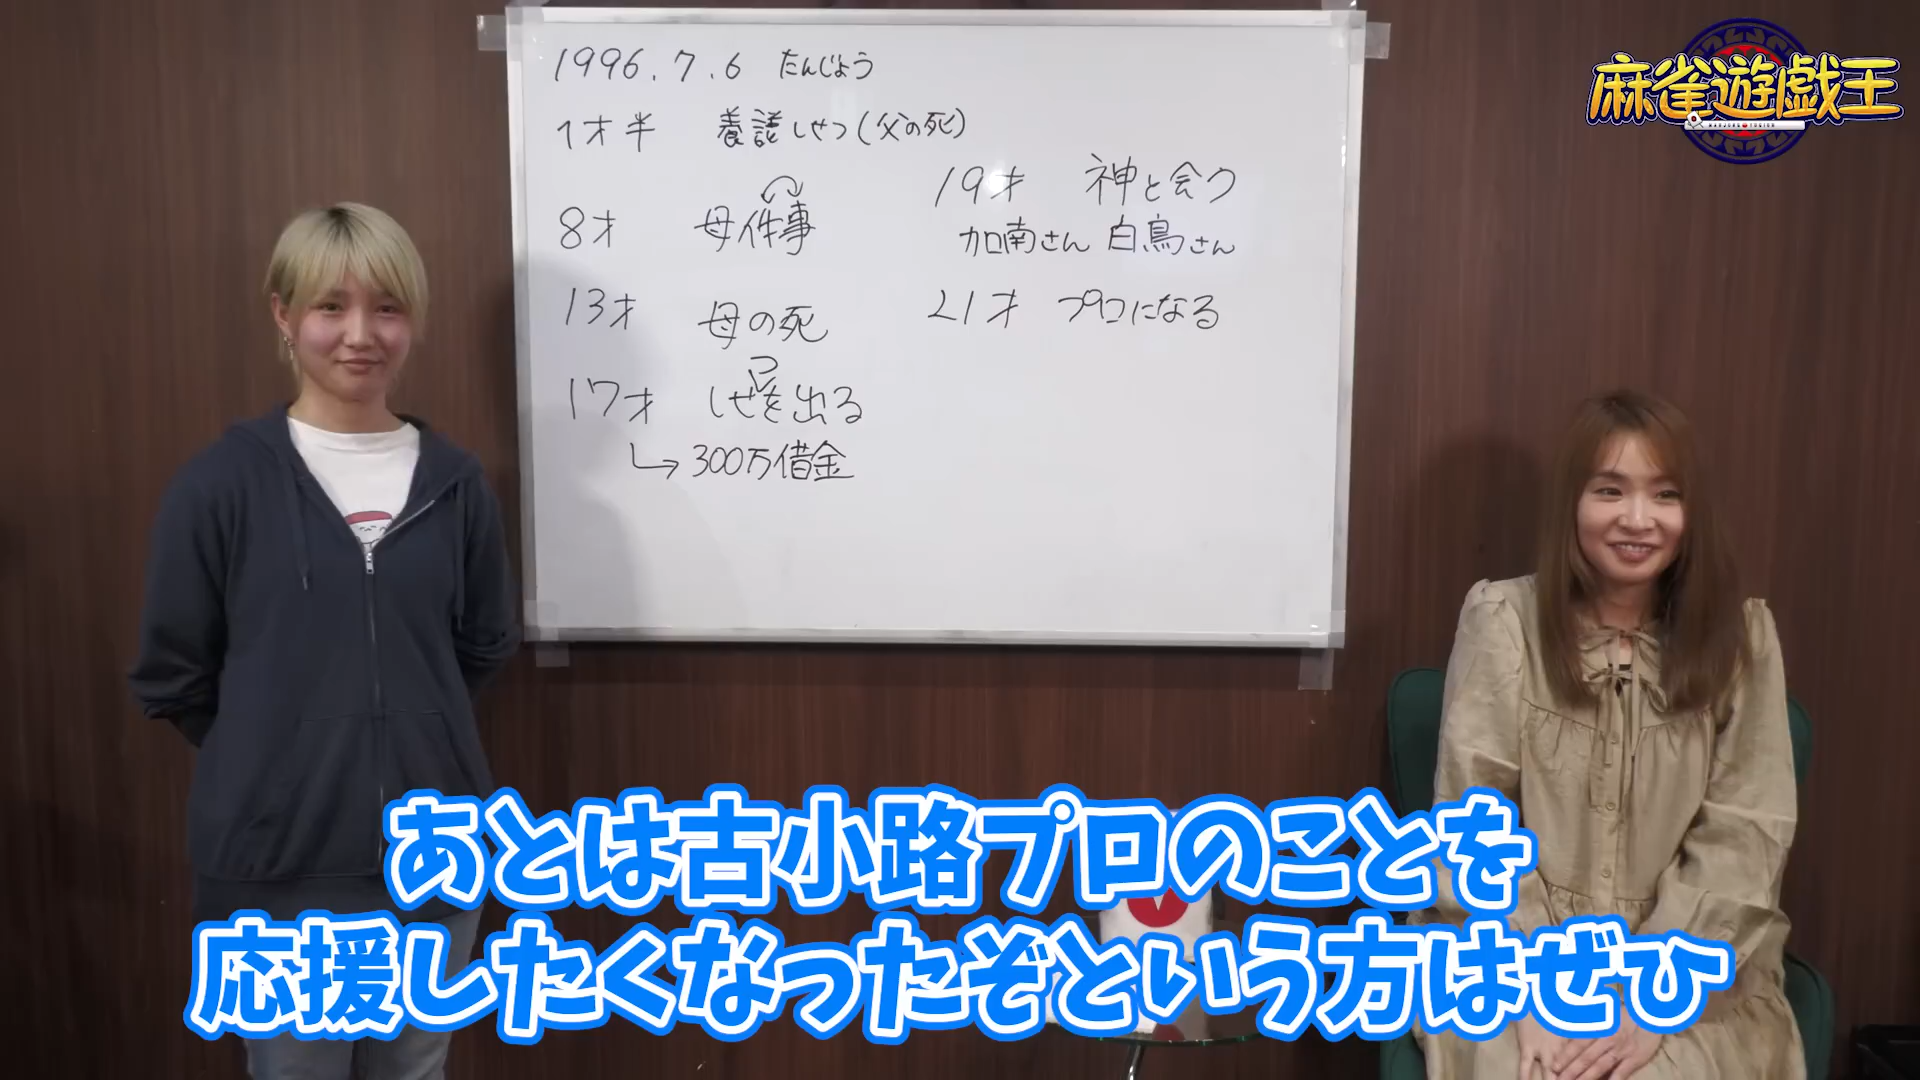 麻雀遊戯王
1996.7.6 たんじょう
1才半 養護しせつ(父の死)
8才 母件事
13才 母の死
17才 しせつを出る
↳300万借金
19才 神と会う
加南さん 白鳥さん
21才 プロになる
あとは古小路プロのことを
応援したくなったぞという方はぜひ